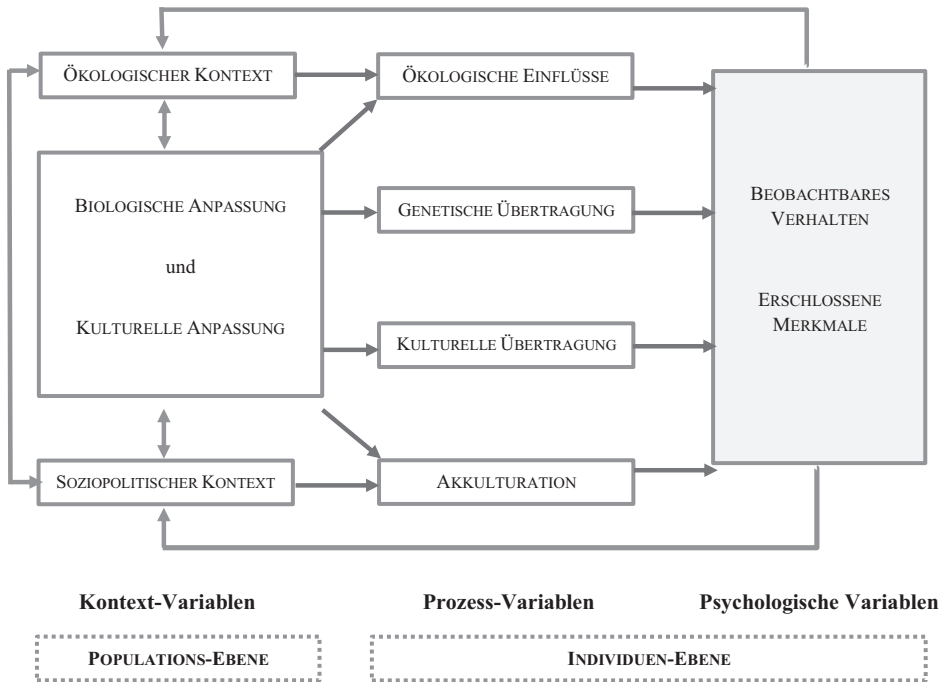 ÖKOLOGISCHER KONTEXT
ÖKOLOGISCHE EINFLÜSSE
BIOLOGISCHE ANPASSUNG
und
KULTURELLE ANPASSUNG
GENETISCHE ÜBERTRAGUNG
KULTURELLE ÜBERTRAGUNG
BEOBACHTBARES
VERHALTEN
ERSCHLOSSENE
MERKMALE
SOZIOPOLITISCHER KONTEXT
AKKULTURATION
Kontext-Variablen
Prozess-Variablen
Psychologische Variablen
POPULATIONS-EBENE
INDIVIDUEN-EBENE